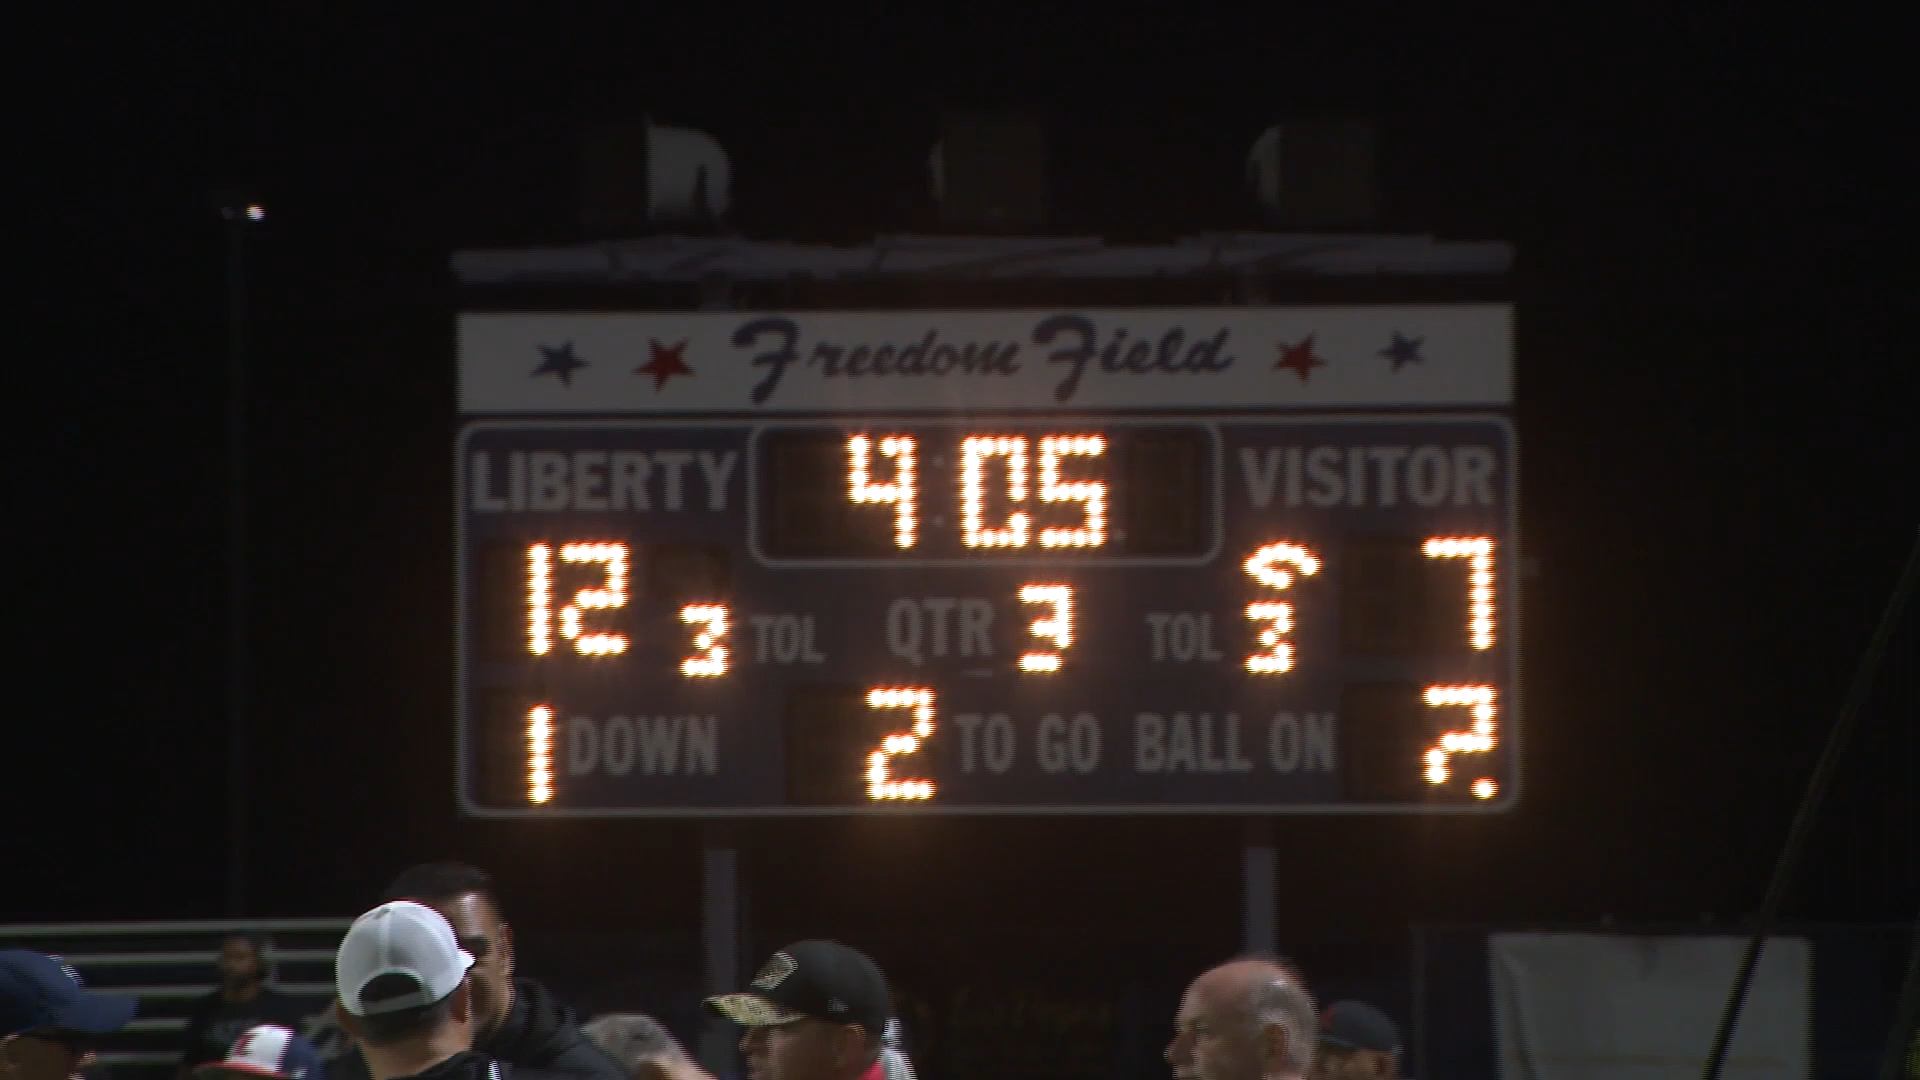 Freedom Field
LIBERTY 4:05 VISITOR
12 3 TOL QTR 3 TOL 3 7
1 DOWN 2 TO GO BALL ON 2